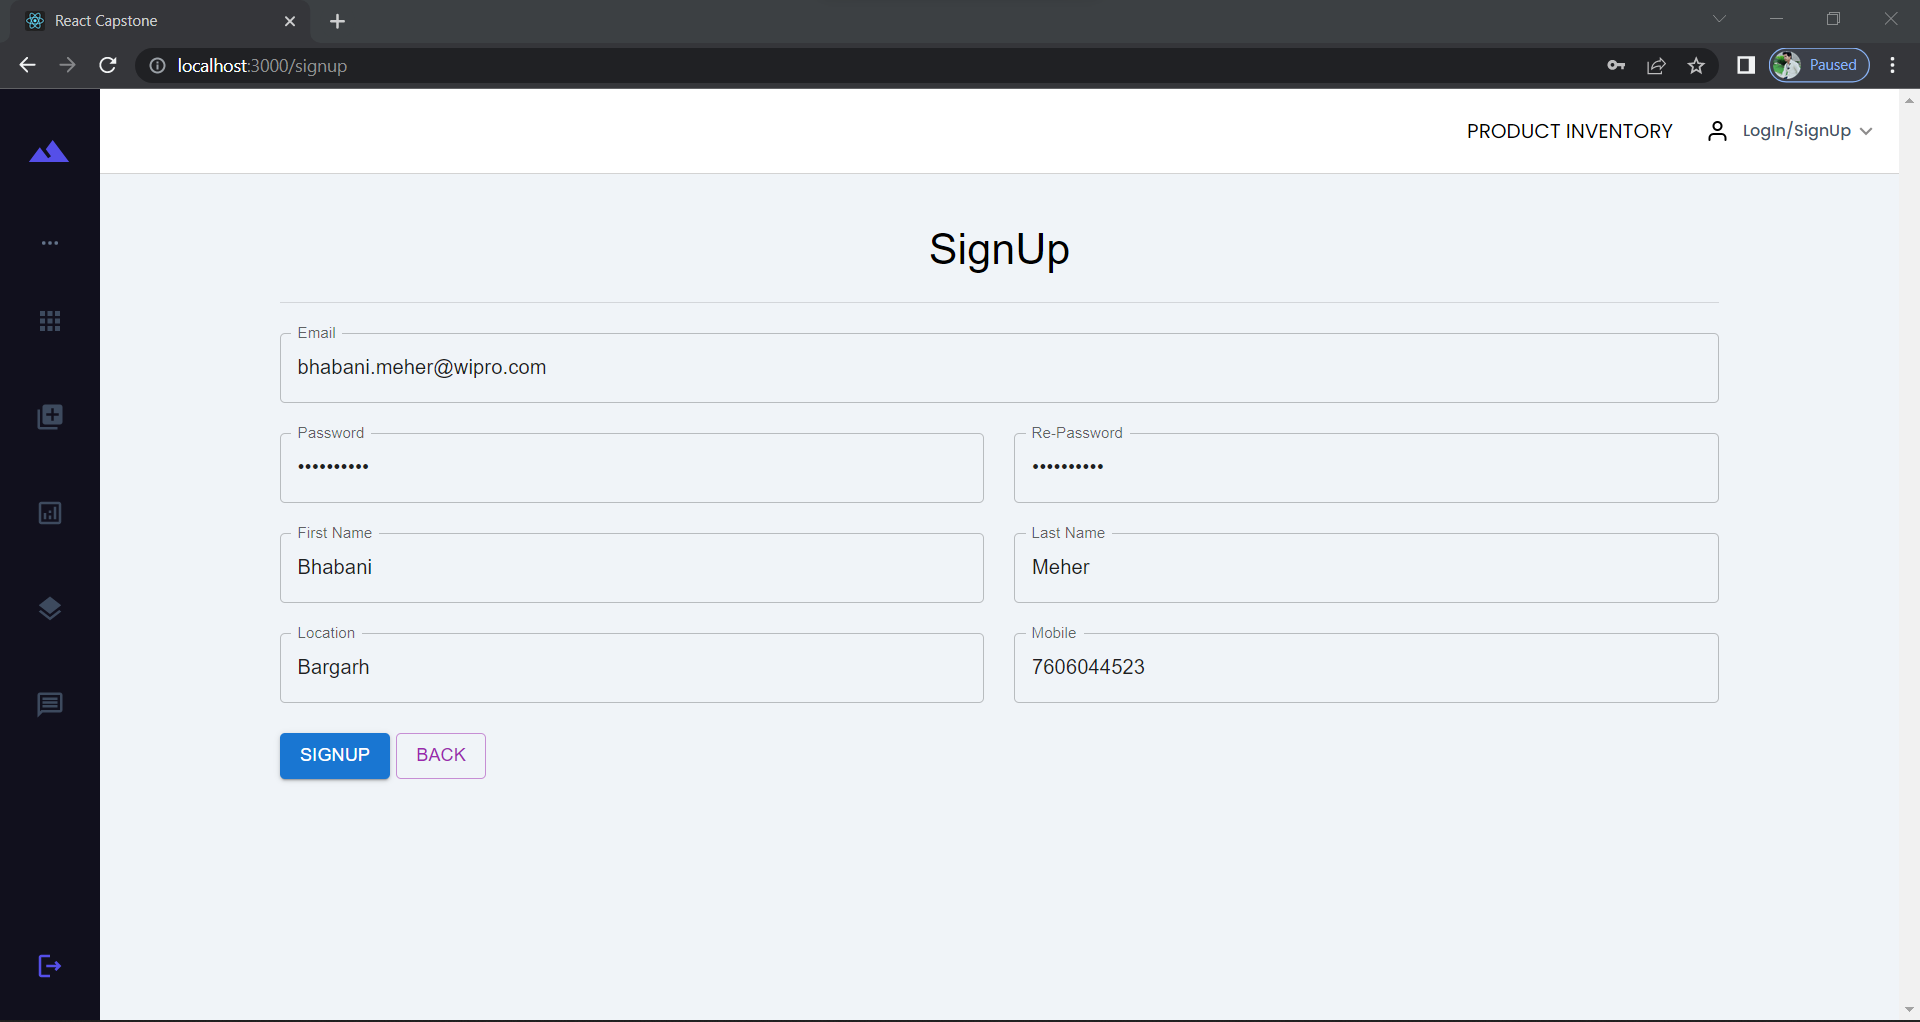 React Capstone
localhost:3000/signup
Paused
PRODUCT INVENTORY
LogIn/SignUp
SignUp
Email
bhabani.meher@wipro.com
Password Re-Password
•••••••••• ••••••••••
First Name Last Name
Bhabani Meher
Location Mobile
Bargarh 7606044523
SIGNUP BACK